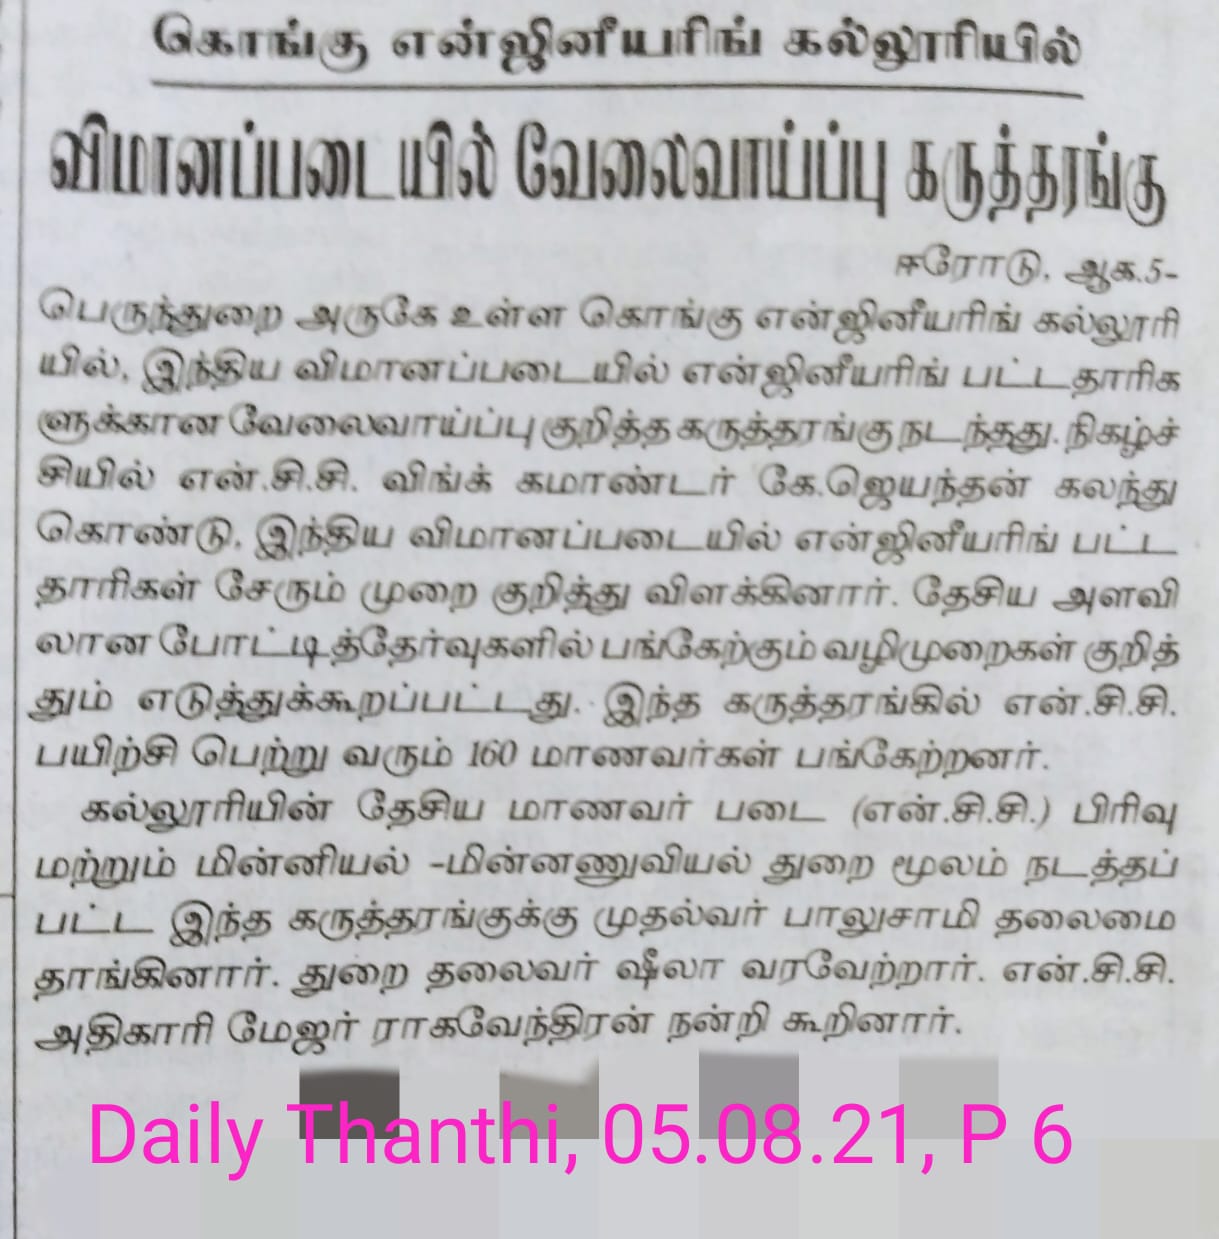 கொங்கு என்ஜினீயரிங் கல்லூரியில்
விமானப்படையில் வேலைவாய்ப்பு கருத்தரங்கு
ஈரோடு, ஆக.5-
பெருந்துறை அருகே உள்ள கொங்கு என்ஜினீயரிங் கல்லூரி
யில், இந்திய விமானப்படையில் என்ஜினீயரிங் பட்டதாரிக
ளுக்கான வேலைவாய்ப்பு குறித்த கருத்தரங்கு நடந்தது. நிகழ்ச்
சியில் என்.சி.சி. விங்க் கமாண்டர் கே.ஜெயந்தன் கலந்து
கொண்டு, இந்திய விமானப்படையில் என்ஜினீயரிங் பட்ட
தாரிகள் சேரும் முறை குறித்து விளக்கினார். தேசிய அளவி
லான போட்டித்தேர்வுகளில் பங்கேற்கும் வழிமுறைகள் குறித்
தும் எடுத்துக்கூறப்பட்டது. இந்த கருத்தரங்கில் என்.சி.சி.
பயிற்சி பெற்று வரும் 160 மாணவர்கள் பங்கேற்றனர்.
கல்லூரியின் தேசிய மாணவர் படை (என்.சி.சி.) பிரிவு
மற்றும் மின்னியல் -மின்னணுவியல் துறை மூலம் நடத்தப்
பட்ட இந்த கருத்தரங்குக்கு முதல்வர் பாலுசாமி தலைமை
தாங்கினார். துறை தலைவர் ஷீலா வரவேற்றார். என்.சி.சி.
அதிகாரி மேஜர் ராகவேந்திரன் நன்றி கூறினார்.
Daily Thanthi, 05.08.21, P 6